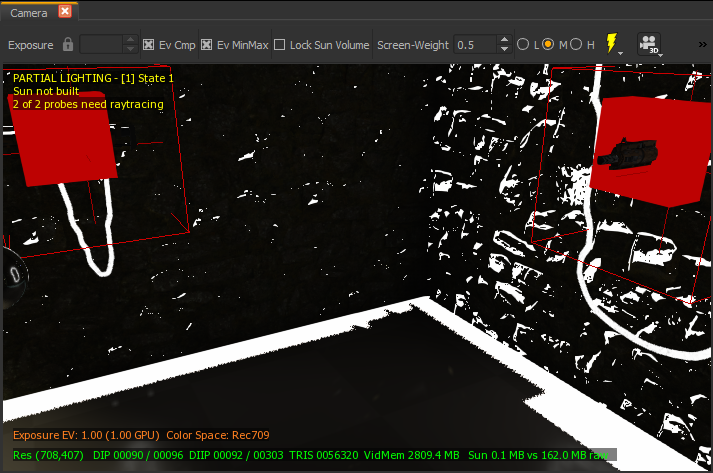 Camera
Exposure Ev Cmp Ev MinMax Lock Sun Volume Screen-Weight 0.5 L M H 3D »
PARTIAL LIGHTING - [1] State 1
Sun not built
2 of 2 probes need raytracing
0
Exposure EV: 1.00 (1.00 GPU) Color Space: Rec709
Res (708,407) DIP 00090 / 00096 DIIP 00092 / 00303 TRIS 0056320 VidMem 2809.4 MB Sun 0.1 MB vs 162.0 MB raw